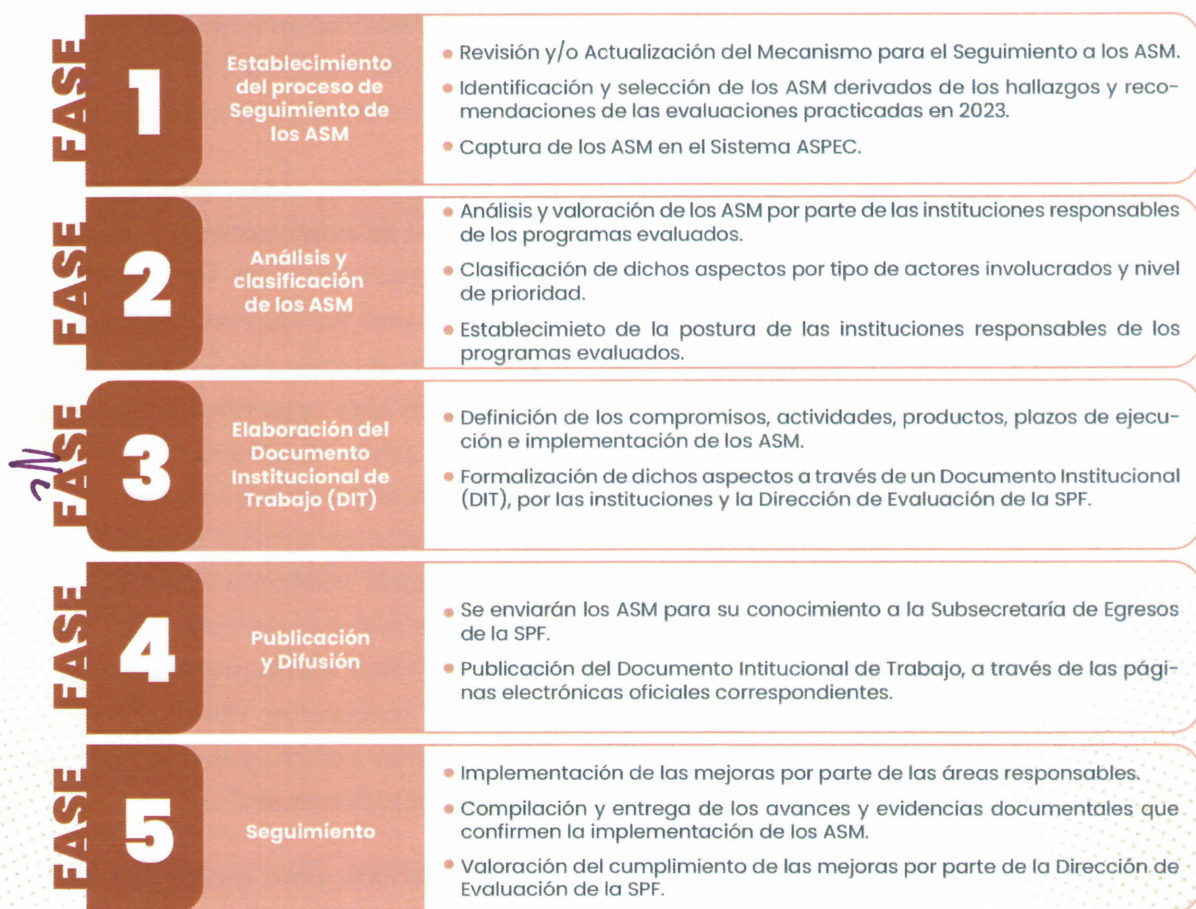 FASE
1
Establecimiento
del proceso de
Seguimiento de
los ASM
• Revisión y/o Actualización del Mecanismo para el Seguimiento a los ASM.
• Identificación y selección de los ASM derivados de los hallazgos y reco-
mendaciones de las evaluaciones practicadas en 2023.
• Captura de los ASM en el Sistema ASPEC.
FASE
2
Análisis y
clasificación
de los ASM
• Análisis y valoración de los ASM por parte de las instituciones responsables
de los programas evaluados.
• Clasificación de dichos aspectos por tipo de actores involucrados y nivel
de prioridad.
• Establecimieto de la postura de las instituciones responsables de los
programas evaluados.
FASE
3
Elaboración del
Documento
Institucional de
Trabajo (DIT)
• Definición de los compromisos, actividades, productos, plazos de ejecu-
ción e implementación de los ASM.
• Formalización de dichos aspectos a través de un Documento Institucional
(DIT), por las instituciones y la Dirección de Evaluación de la SPF.
FASE
4
Publicación
y Difusión
• Se enviarán los ASM para su conocimiento a la Subsecretaría de Egresos
de la SPF.
• Publicación del Documento Intitucional de Trabajo, a través de las pági-
nas electrónicas oficiales correspondientes.
FASE
5
Seguimiento
• Implementación de las mejoras por parte de las áreas responsables.
• Compilación y entrega de los avances y evidencias documentales que
confirmen la implementación de los ASM.
• Valoración del cumplimiento de las mejoras por parte de la Dirección de
Evaluación de la SPF.